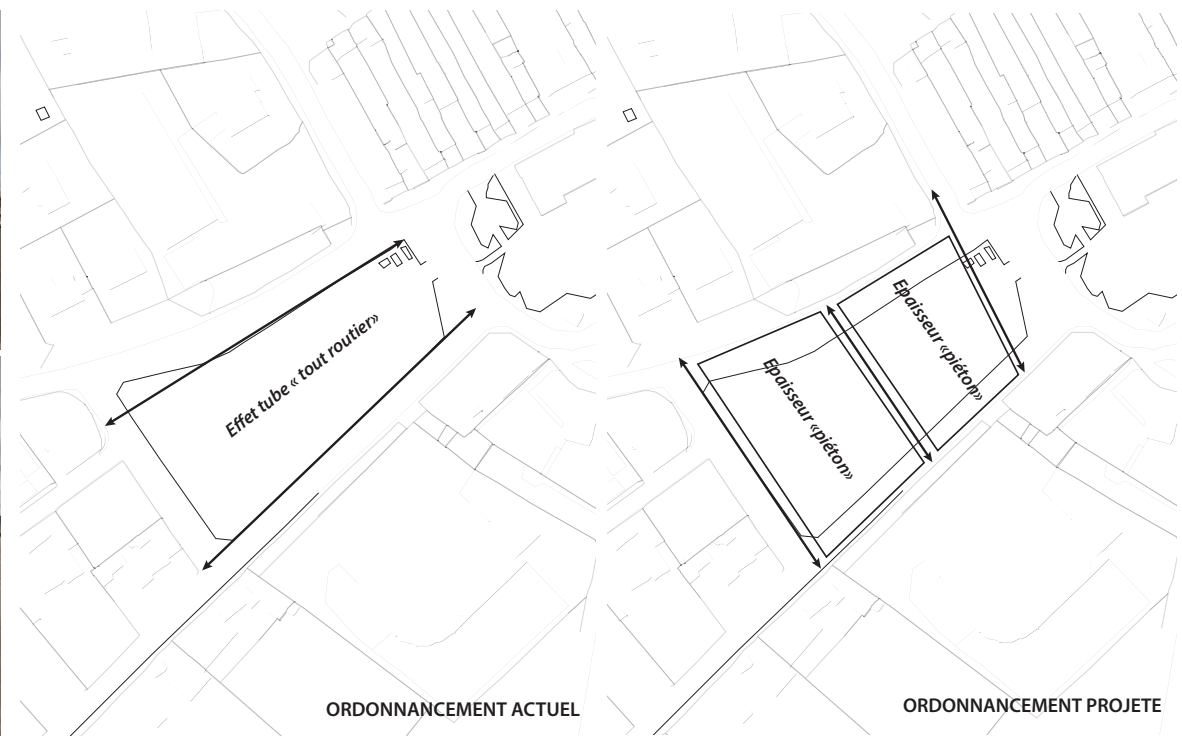 Effet tube « tout routier»
ORDONNANCEMENT ACTUEL
Epaisseur «piéton»
Epaisseur «piéton»
ORDONNANCEMENT PROJETE